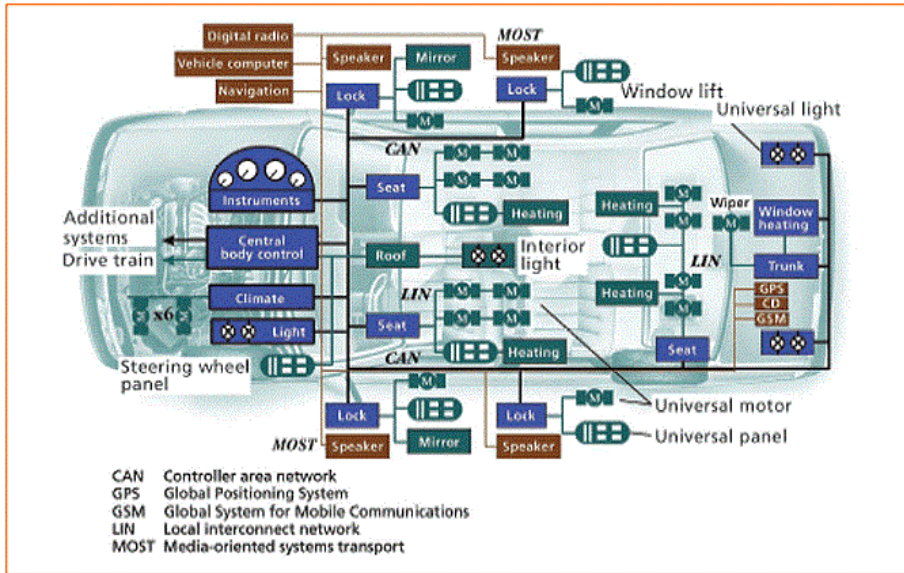 Digital radio
MOST
Vehicle computer
Speaker
Mirror
Speaker
Navigation
Lock
Lock
Window lift
M
M
Universal light
CAN
M
M
Instruments
Seat
M
M
M
Heating
Heating
M
Wiper
M
Window
heating
Additional
systems
Drive train
Central
body control
Roof
Interior
light
LIN
Trunk
Climate
LIN
M
M
Heating
M
GPS
CD
GSM
M
x6
M
Light
Seat
M
M
M
CAN
Heating
Seat
Steering wheel
panel
M
M
Universal motor
Lock
Lock
Universal panel
MOST
Speaker
Mirror
Speaker
CAN Controller area network
GPS Global Positioning System
GSM Global System for Mobile Communications
LIN Local interconnect network
MOST Media-oriented systems transport